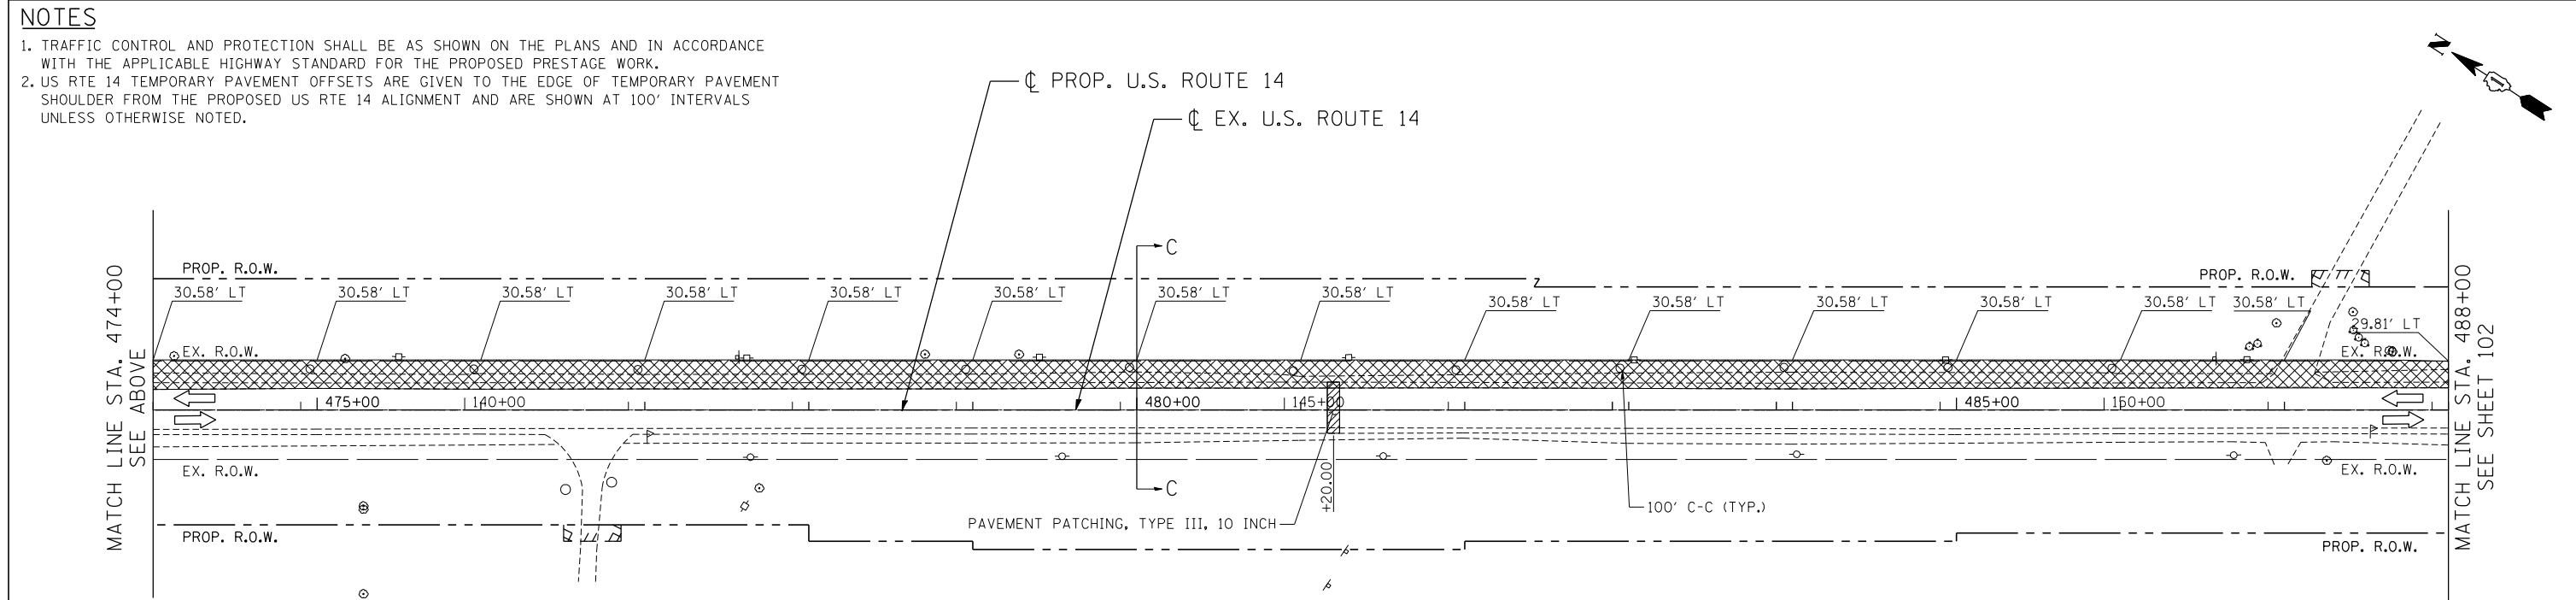 NOTES
1. TRAFFIC CONTROL AND PROTECTION SHALL BE AS SHOWN ON THE PLANS AND IN ACCORDANCE
WITH THE APPLICABLE HIGHWAY STANDARD FOR THE PROPOSED PRESTAGE WORK.
2. US RTE 14 TEMPORARY PAVEMENT OFFSETS ARE GIVEN TO THE EDGE OF TEMPORARY PAVEMENT
SHOULDER FROM THE PROPOSED US RTE 14 ALIGNMENT AND ARE SHOWN AT 100' INTERVALS
UNLESS OTHERWISE NOTED.
N
℄ PROP. U.S. ROUTE 14
℄ EX. U.S. ROUTE 14
C
MATCH LINE STA. 474+00
SEE ABOVE
PROP. R.O.W.
PROP. R.O.W.
30.58' LT
30.58' LT
30.58' LT
30.58' LT
30.58' LT
30.58' LT
30.58' LT
30.58' LT
30.58' LT
30.58' LT
30.58' LT
30.58' LT
30.58' LT
30.58' LT
29.81' LT
EX. R.O.W.
EX. R.O.W.
475+00
140+00
480+00
145+00
485+00
150+00
EX. R.O.W.
EX. R.O.W.
C
+20.00
PAVEMENT PATCHING, TYPE III, 10 INCH
100' C-C (TYP.)
PROP. R.O.W.
PROP. R.O.W.
MATCH LINE STA. 488+00
SEE SHEET 102